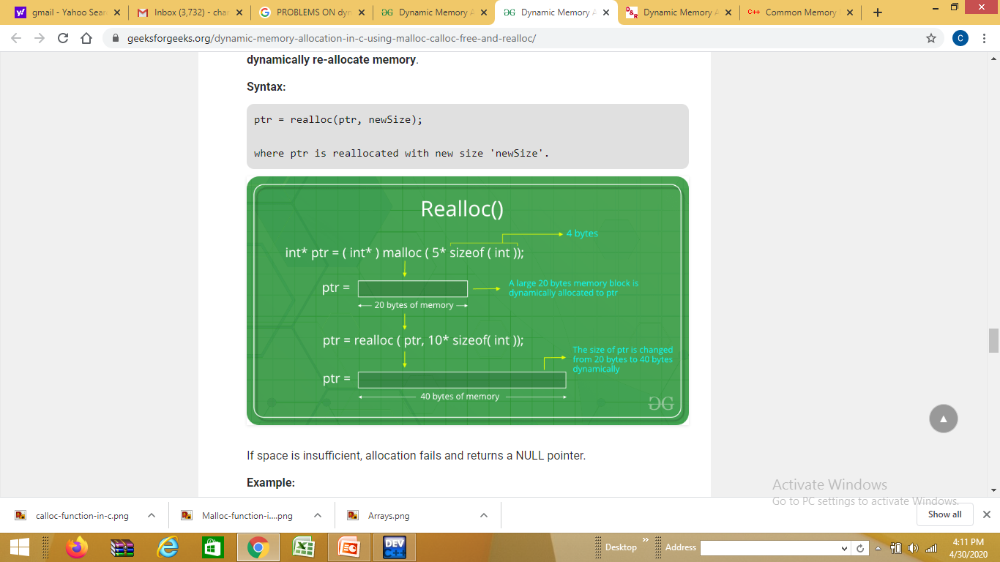 gmail - Yahoo Sear
Inbox (3,732) - char
PROBLEMS ON dyn
Dynamic Memory A
Dynamic Memory A
Dynamic Memory A
Common Memory
geeksforgeeks.org/dynamic-memory-allocation-in-c-using-malloc-calloc-free-and-realloc/
C
dynamically re-allocate memory.
Syntax:
ptr = realloc(ptr, newSize);
where ptr is reallocated with new size 'newSize'.
Realloc()
4 bytes
int* ptr = ( int* ) malloc ( 5* sizeof ( int ));
ptr =
A large 20 bytes memory block is
dynamically allocated to ptr
20 bytes of memory
ptr = realloc ( ptr, 10* sizeof( int ));
The size of ptr is changed
from 20 bytes to 40 bytes
dynamically
ptr =
40 bytes of memory
If space is insufficient, allocation fails and returns a NULL pointer.
Example:
Activate Windows
Go to PC settings to activate Windows.
calloc-function-in-c.png
Malloc-function-i....png
Arrays.png
Show all
DEV
Desktop
Address
4:11 PM
4/30/2020